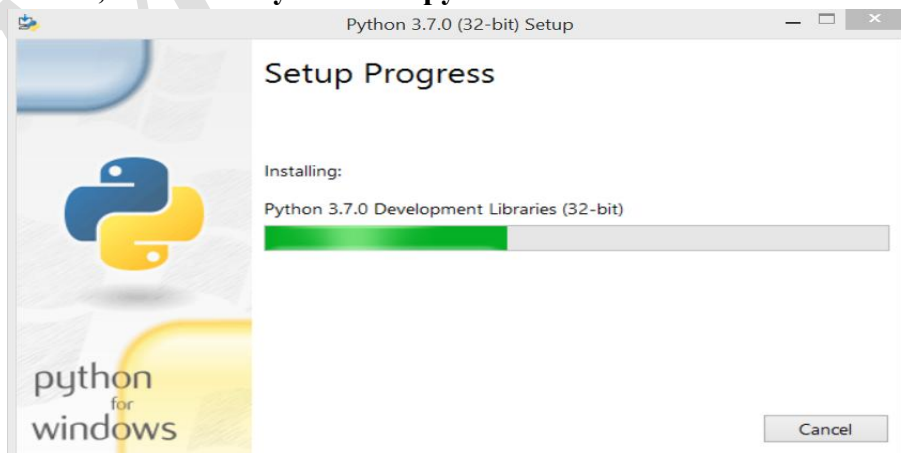 Python 3.7.0 (32-bit) Setup
Setup Progress
Installing:
Python 3.7.0 Development Libraries (32-bit)
python
for
windows
Cancel